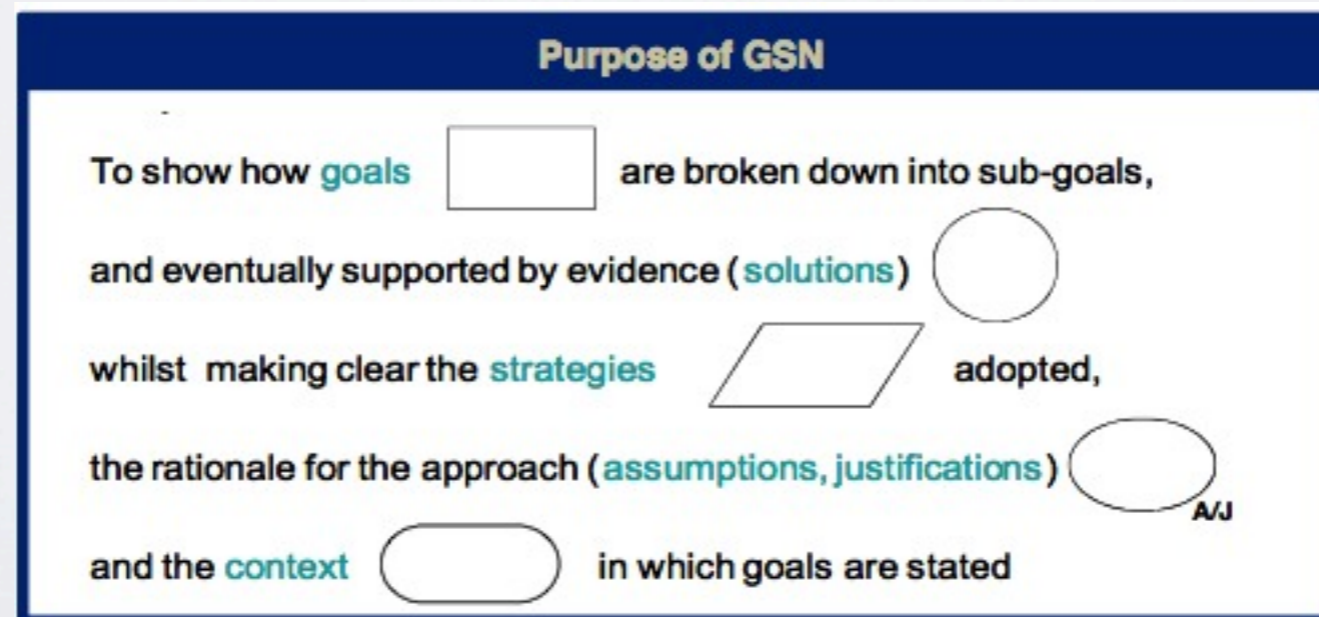 Purpose of GSN
To show how goals are broken down into sub-goals,
and eventually supported by evidence (solutions)
whilst making clear the strategies adopted,
the rationale for the approach (assumptions, justifications)
A/J
and the context in which goals are stated